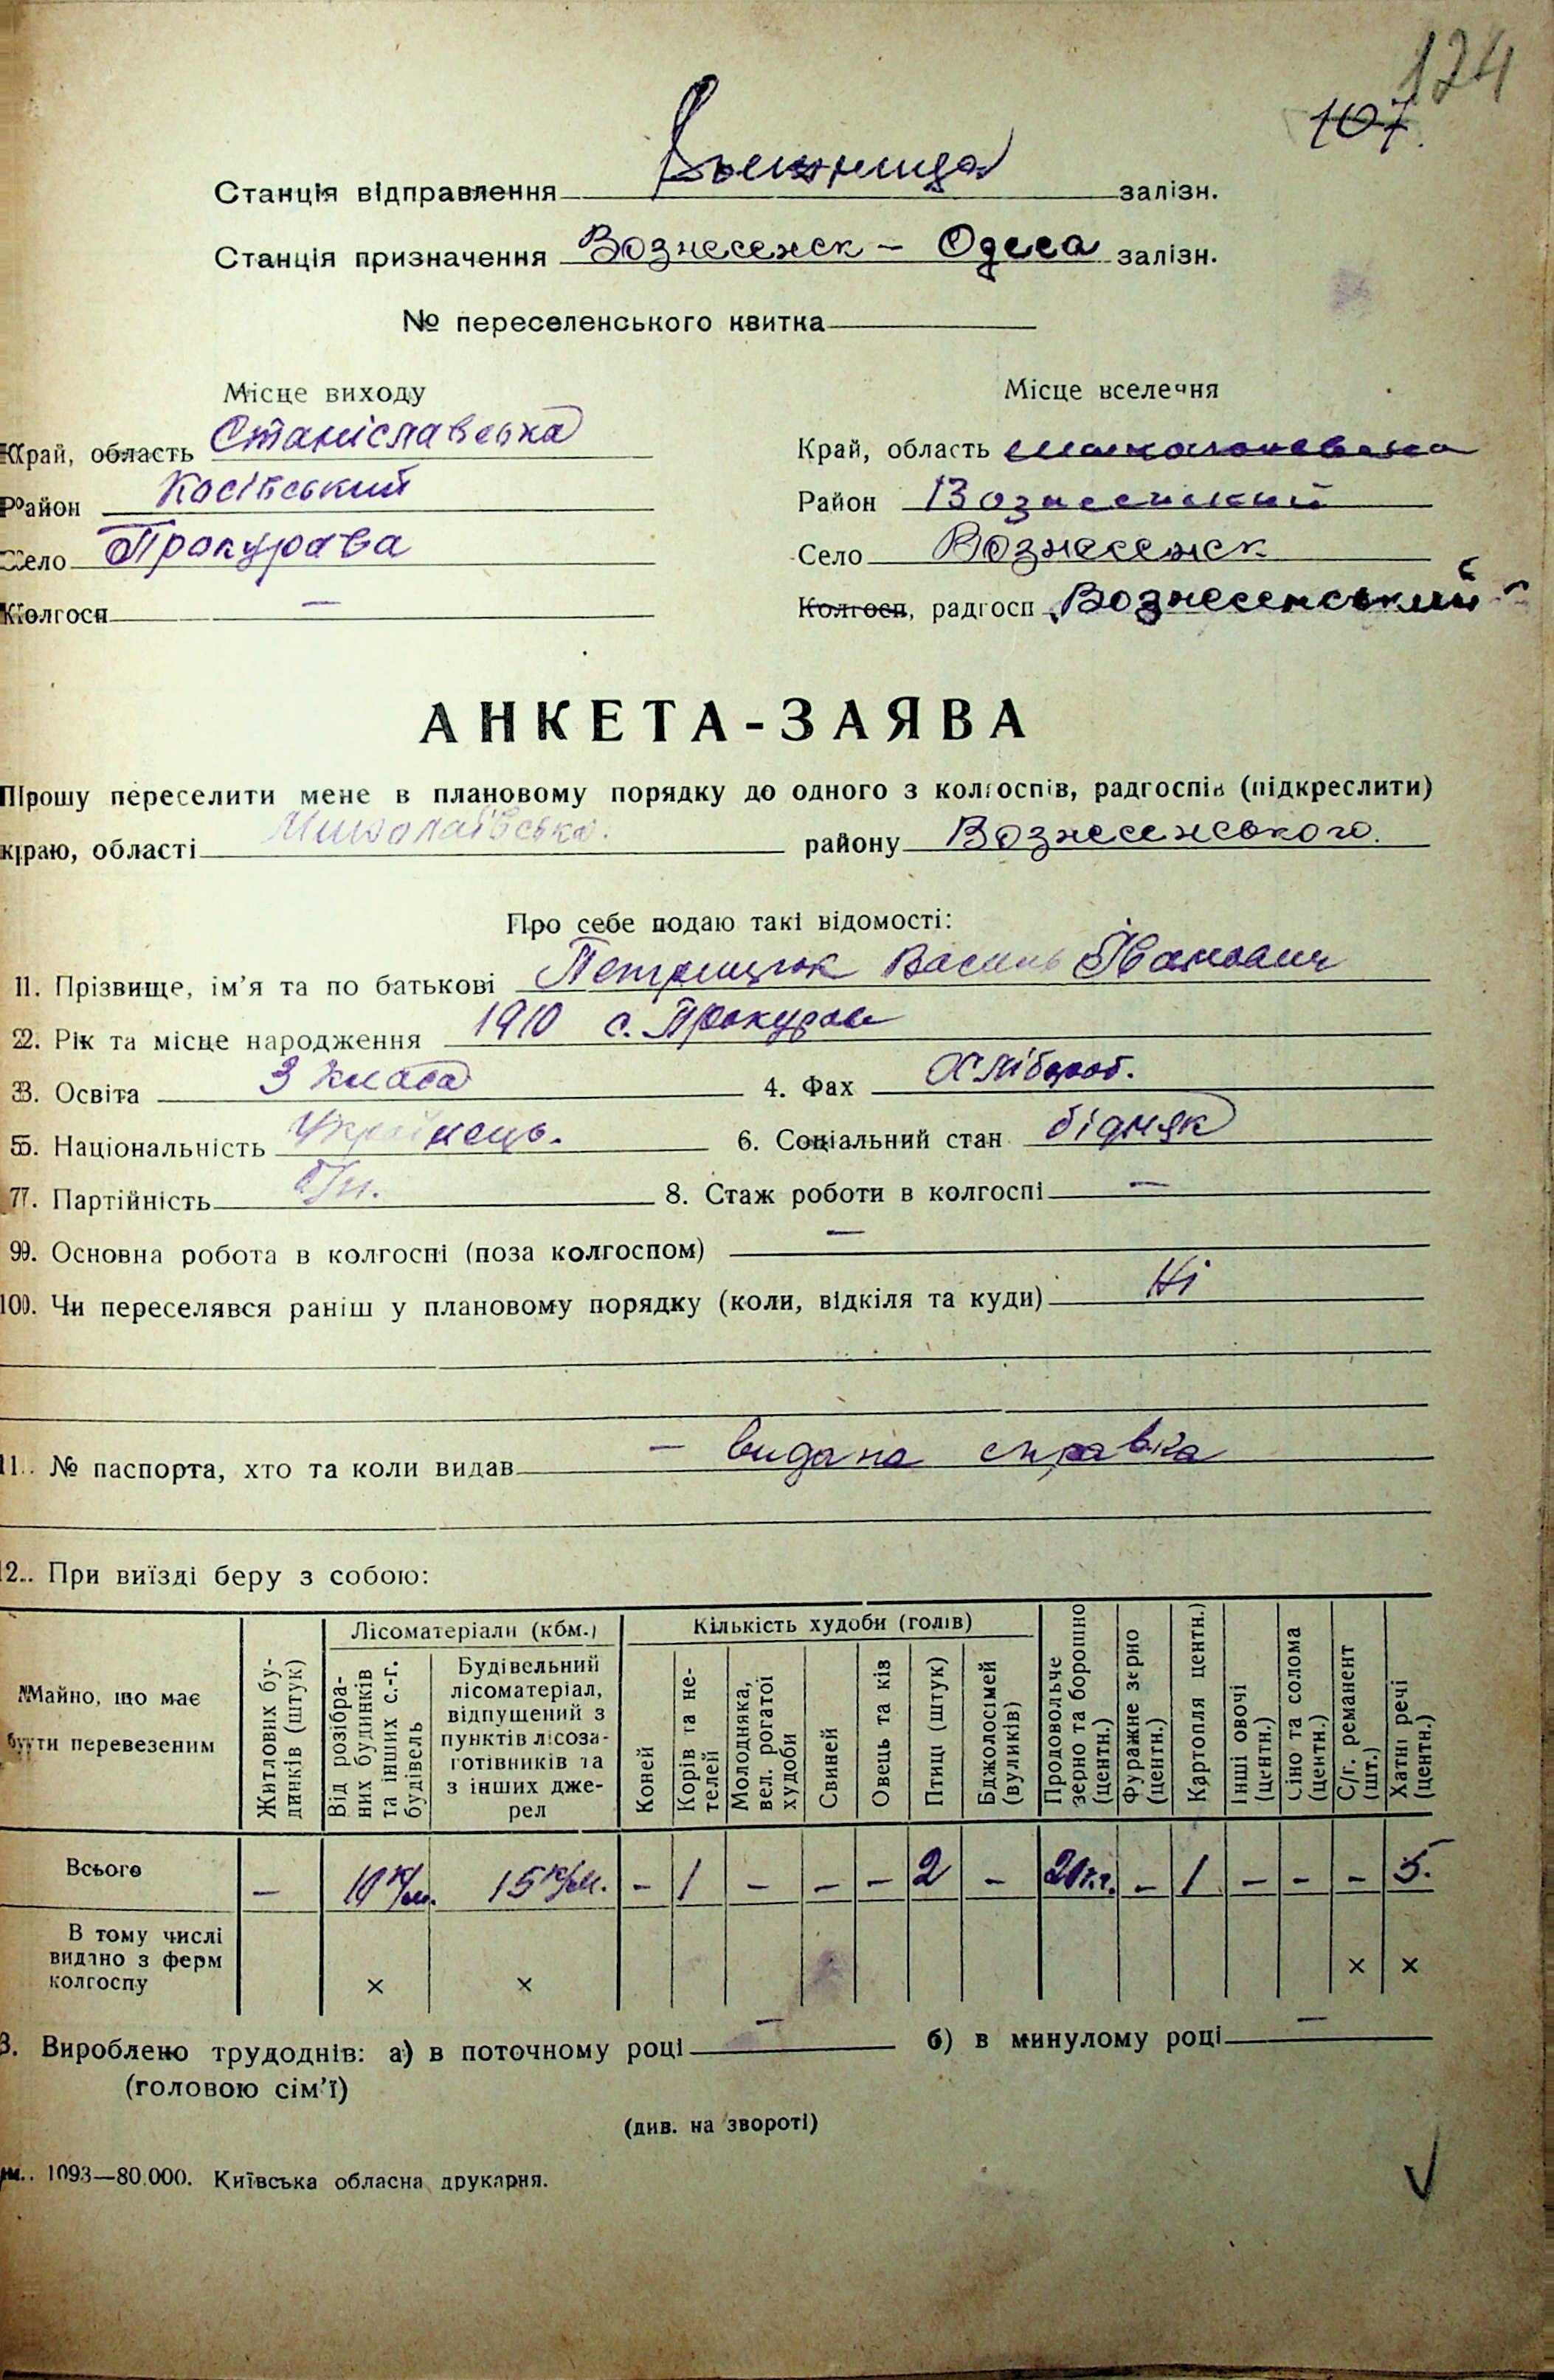 124
107
Станція відправлення Вьенница залізн.
Станція призначення Вознесенск - Одеса залізн.
№ переселенського квитка
Місце виходу
Край, область Станіславська
Район Косівський
Село Прокурава
Колгосп —
Місце вселення
Край, область
Район Вознесенский
Село Вознесенск
Колгосп, радгосп „Вознесенський"
АНКЕТА-ЗАЯВА
Прошу переселити мене в плановому порядку до одного з колгоспів, радгоспів (підкреслити)
краю, області Миколаївська. району Вознесенського.
Про себе подаю такі відомості:
1. Прізвище, ім'я та по батькові Петрицюк Василь Іванович
2. Рік та місце народження 1910 с. Прокурава
3. Освіта 3 класа 4. Фах Хлібороб.
5. Національність Українець. 6. Соціальний стан бідняк
7. Партійність б/п. 8. Стаж роботи в колгоспі —
9. Основна робота в колгоспі (поза колгоспом) —
10. Чи переселявся раніш у плановому порядку (коли, відкіля та куди) Ні
11. № паспорта, хто та коли видав — видана справка
12. При виїзді беру з собою:
Майно, що має бути перевезеним
Житлових будинків (штук)
Лісоматеріали (кбм.)
Від розібраних будинків та інших с.-г. будівель
Будівельний лісоматеріал, відпущений з пунктів лісозаготівників та з інших джерел
Кількість худоби (голів)
Коней
Корів та нетелей
Молодняка, вел. рогатої худоби
Свиней
Овець та ків
Птиці (штук)
Бджолосімей (вуликів)
Продовольче зерно та борошно (центн.)
Фуражне зерно (центн.)
Картопля центн.)
Інші овочі (центн.)
Сіно та солома (центн.)
С/г. реманент (шт.)
Хатні речі (центн.)
Всього — 10 к/м. 15 к/м. - 1 - - - 2 - - 1 - - - 5.
В тому числі видано з ферм колгоспу × × × ×
3. Вироблено трудоднів: а) в поточному році — б) в минулому році —
(головою сім'ї)
(див. на звороті)
1093—80.000. Київська обласна друкарня.